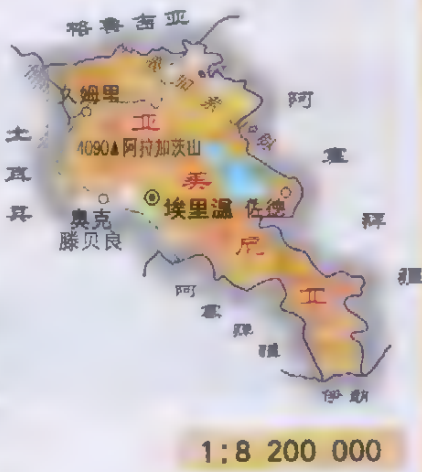 格鲁吉亚
久姆里
阿塞拜疆
土耳其
4090▲阿拉加茨山
亚美尼亚
埃里温
佐德
奥克
滕贝良
阿塞拜疆
伊朗
1:8 200 000